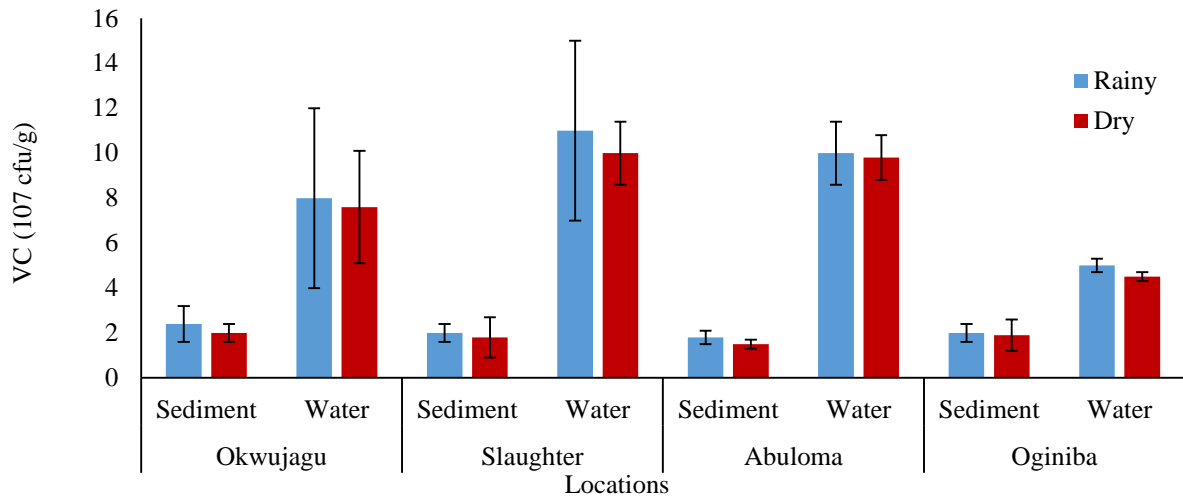 16
14
12
10
8
6
4
2
0
VC (107 cfu/g)
Rainy
Dry
Sediment Water Sediment Water Sediment Water Sediment Water
Okwujagu Slaughter Abuloma Oginiba
Locations